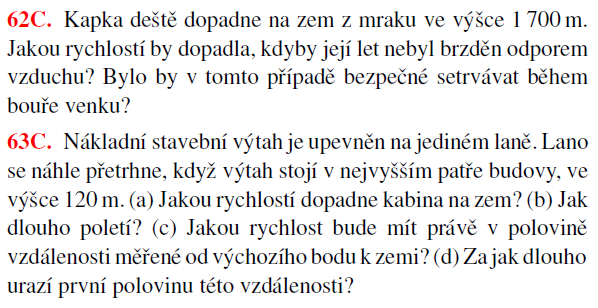 62C. Kapka deště dopadne na zem z mraku ve výšce 1 700 m.
Jakou rychlostí by dopadla, kdyby její let nebyl brzděn odporem
vzduchu? Bylo by v tomto případě bezpečné setrvávat během
bouře venku?
63C. Nákladní stavební výtah je upevněn na jediném laně. Lano
se náhle přetrhne, když výtah stojí v nejvyšším patře budovy, ve
výšce 120 m. (a) Jakou rychlostí dopadne kabina na zem? (b) Jak
dlouho poletí? (c) Jakou rychlost bude mít právě v polovině
vzdálenosti měřené od výchozího bodu k zemi? (d) Za jak dlouho
urazí první polovinu této vzdálenosti?